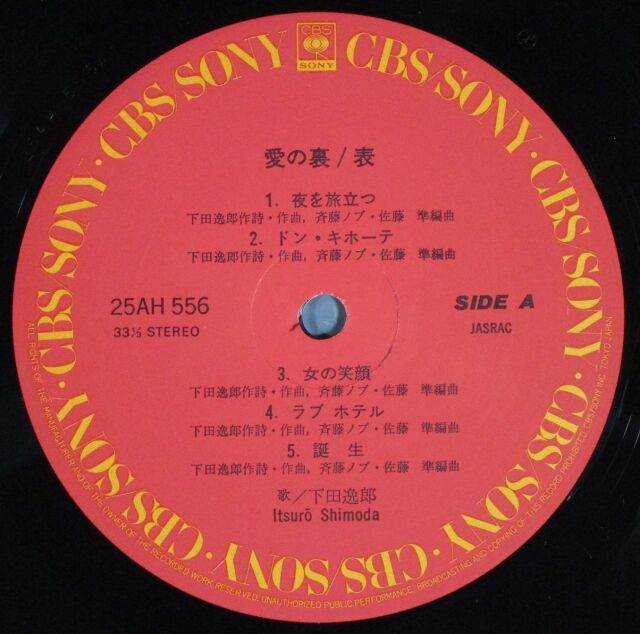 CBS
SONY
CBS/SONY · CBS/SONY · CBS/SONY · CBS/SONY · CBS/SONY · CBS/SONY · CBS/SONY
愛の裏/表
1. 夜を旅立つ
下田逸郎作詩・作曲, 斉藤ノブ・佐藤 準編曲
2. ドン・キホーテ
下田逸郎作詩・作曲, 斉藤ノブ・佐藤 準編曲
25AH 556
33⅓ STEREO
SIDE A
JASRAC
3. 女の笑顔
下田逸郎作詩・作曲, 斉藤ノブ・佐藤 準編曲
4. ラブ ホテル
下田逸郎作詩・作曲, 斉藤ノブ・佐藤 準編曲
5. 誕 生
下田逸郎作詩・作曲, 斉藤ノブ・佐藤 準編曲
歌/下田逸郎
Itsurō Shimoda
ALL RIGHTS OF THE MANUFACTURER AND OF THE OWNER OF THE RECORDED WORK RESERVED. UNAUTHORIZED PUBLIC PERFORMANCE, BROADCASTING AND COPYING OF THIS RECORD PROHIBITED. CBS/SONY INC. TOKYO JAPAN